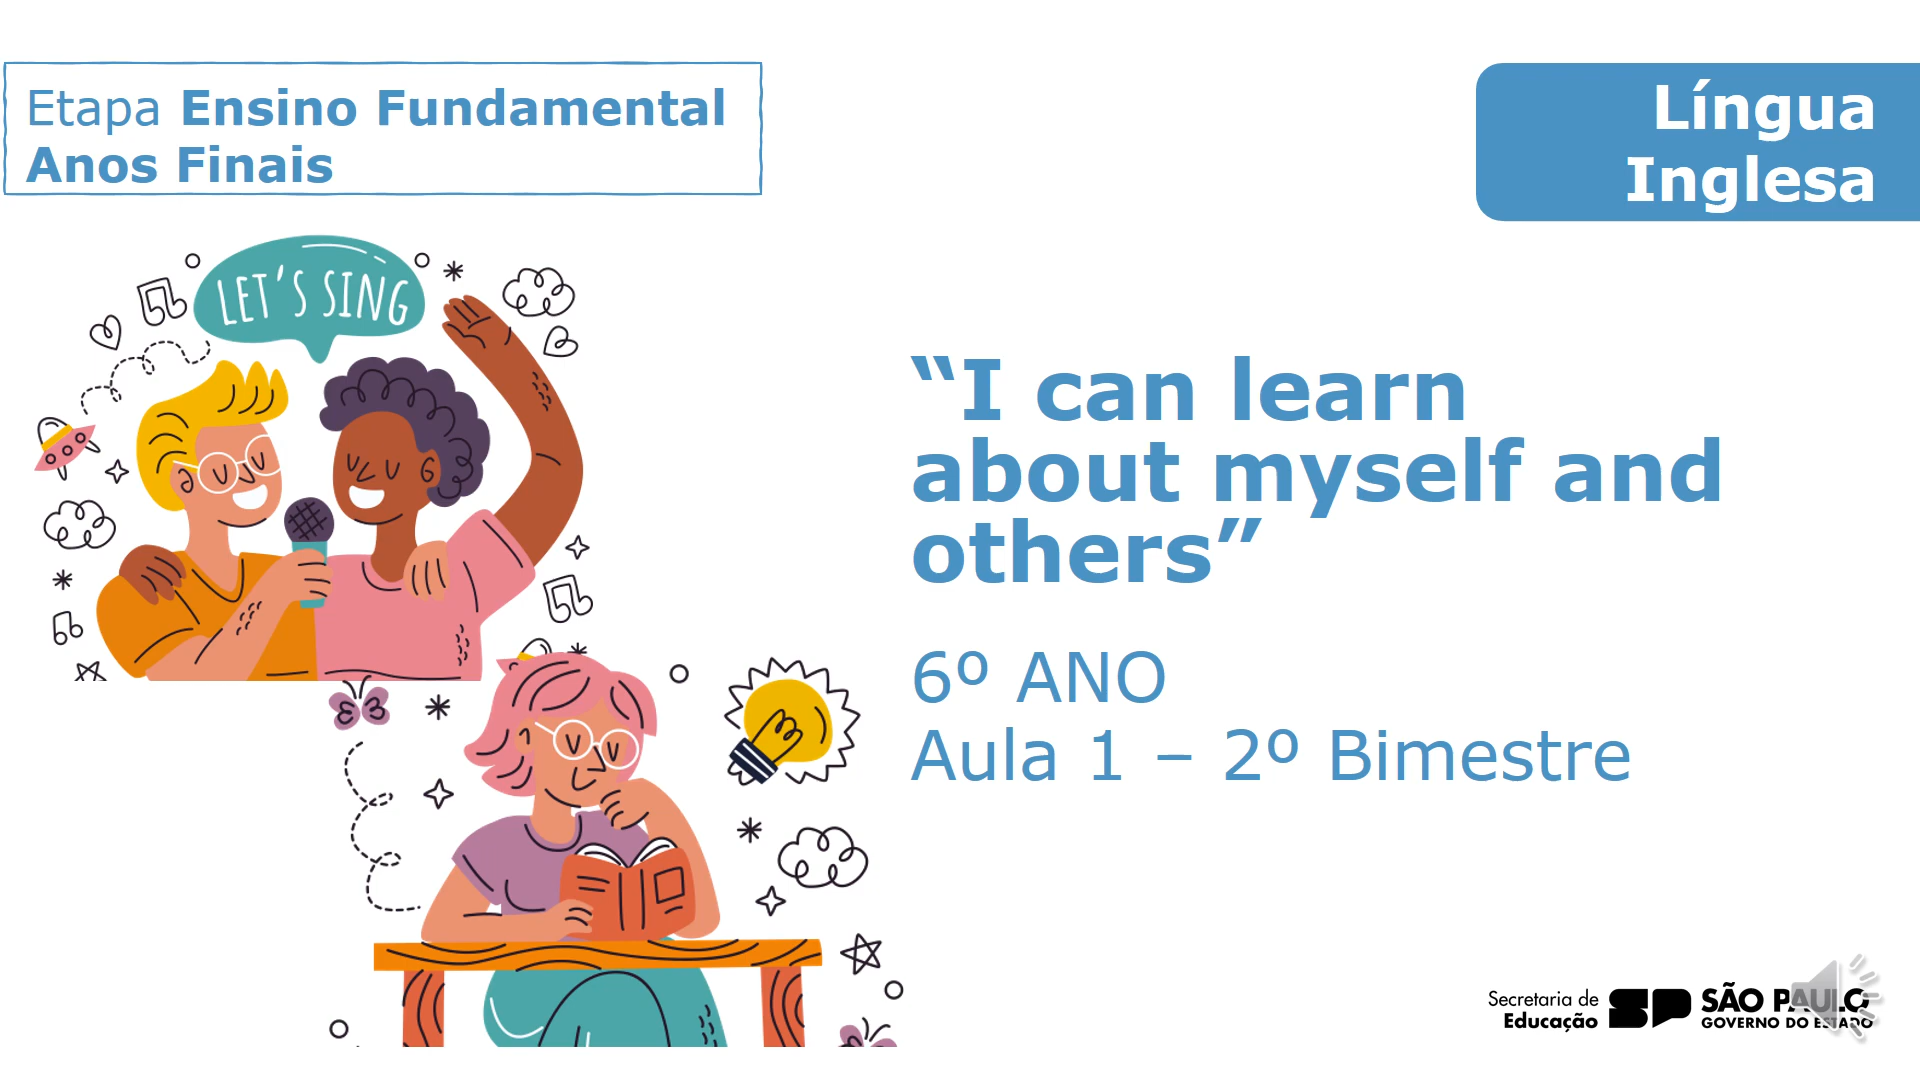 Etapa Ensino Fundamental
Anos Finais
Língua
Inglesa
LET'S SING
“I can learn
about myself and
others”
6º ANO
Aula 1 – 2º Bimestre
Secretaria de
Educação
SP
SÃO PAULO
GOVERNO DO ESTADO